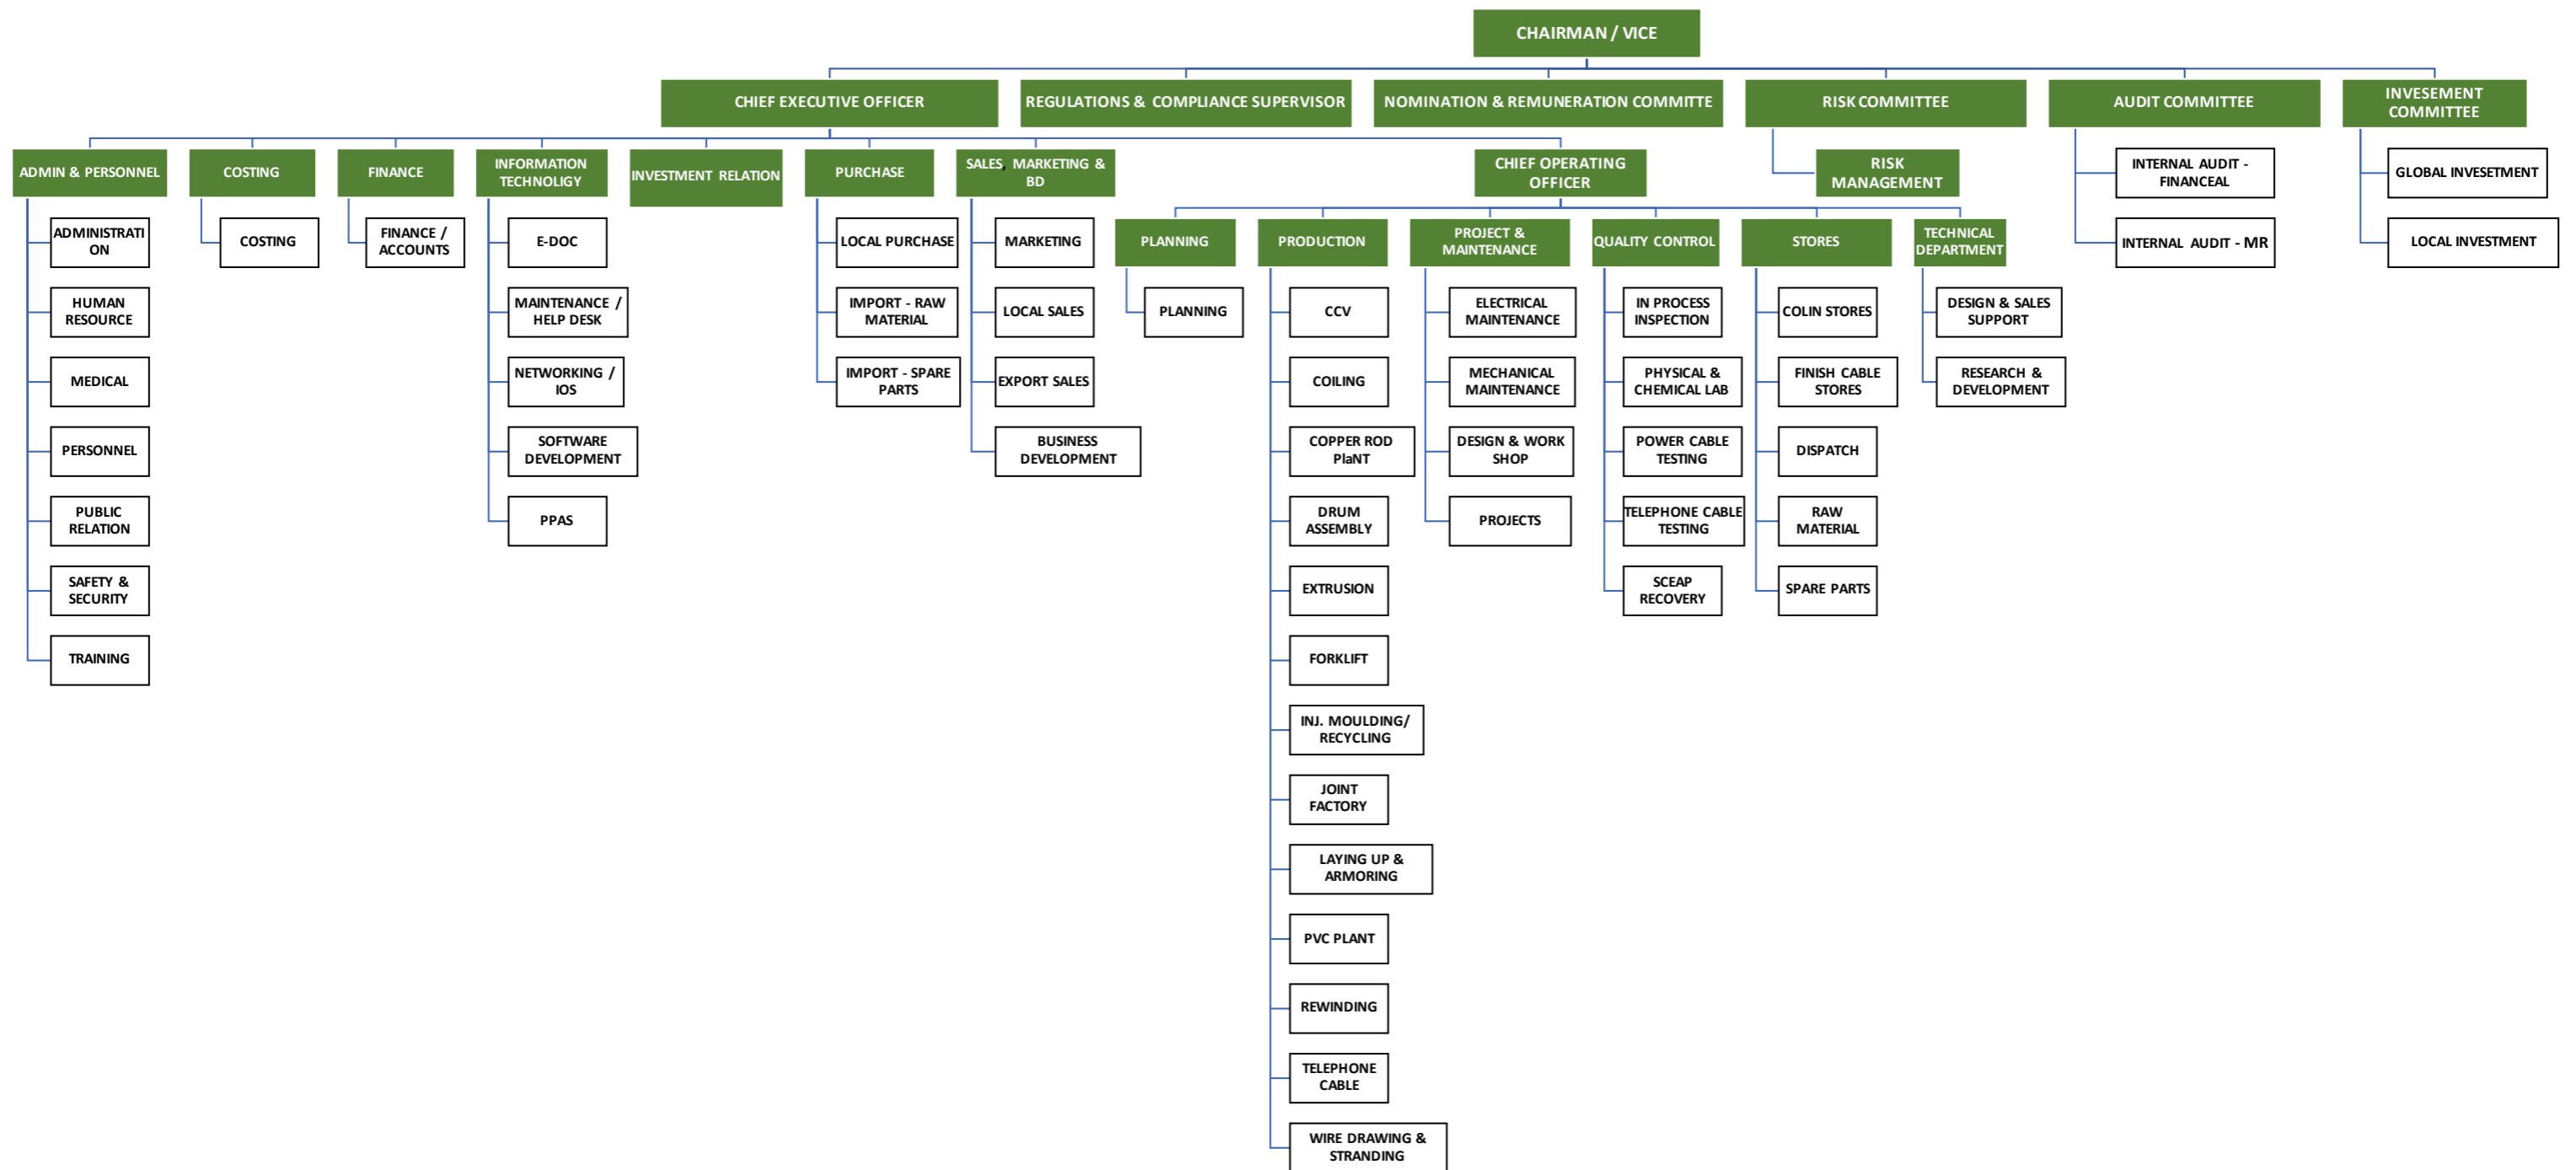 CHAIRMAN / VICE
CHIEF EXECUTIVE OFFICER
REGULATIONS & COMPLIANCE SUPERVISOR
NOMINATION & REMUNERATION COMMITTE
RISK COMMITTEE
AUDIT COMMITTEE
INVESEMENT
COMMITTEE
ADMIN & PERSONNEL
COSTING
FINANCE
INFORMATION
TECHNOLIGY
INVESTMENT RELATION
PURCHASE
SALES, MARKETING &
BD
CHIEF OPERATING
OFFICER
RISK
MANAGEMENT
INTERNAL AUDIT -
FINANCEAL
GLOBAL INVESETMENT
ADMINISTRATI
ON
COSTING
FINANCE /
ACCOUNTS
E-DOC
LOCAL PURCHASE
MARKETING
PLANNING
PRODUCTION
PROJECT &
MAINTENANCE
QUALITY CONTROL
STORES
TECHNICAL
DEPARTMENT
INTERNAL AUDIT - MR
LOCAL INVESTMENT
HUMAN
RESOURCE
MAINTENANCE /
HELP DESK
IMPORT - RAW
MATERIAL
LOCAL SALES
PLANNING
CCV
ELECTRICAL
MAINTENANCE
IN PROCESS
INSPECTION
COLIN STORES
DESIGN & SALES
SUPPORT
MEDICAL
NETWORKING /
IOS
IMPORT - SPARE
PARTS
EXPORT SALES
COILING
MECHANICAL
MAINTENANCE
PHYSICAL &
CHEMICAL LAB
FINISH CABLE
STORES
RESEARCH &
DEVELOPMENT
PERSONNEL
SOFTWARE
DEVELOPMENT
BUSINESS
DEVELOPMENT
COPPER ROD
PlaNT
DESIGN & WORK
SHOP
POWER CABLE
TESTING
DISPATCH
PUBLIC
RELATION
PPAS
DRUM
ASSEMBLY
PROJECTS
TELEPHONE CABLE
TESTING
RAW
MATERIAL
SAFETY &
SECURITY
EXTRUSION
SCEAP
RECOVERY
SPARE PARTS
TRAINING
FORKLIFT
INJ. MOULDING/
RECYCLING
JOINT
FACTORY
LAYING UP &
ARMORING
PVC PLANT
REWINDING
TELEPHONE
CABLE
WIRE DRAWING &
STRANDING